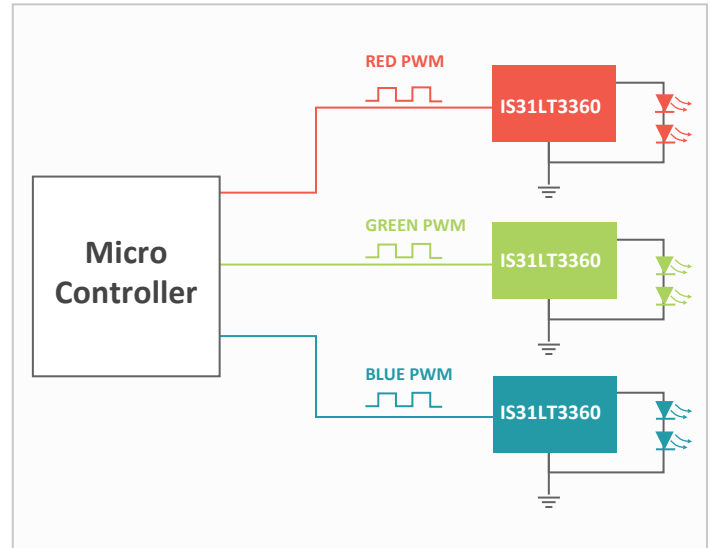 RED PWM
IS31LT3360
Micro
Controller
GREEN PWM
IS31LT3360
BLUE PWM
IS31LT3360